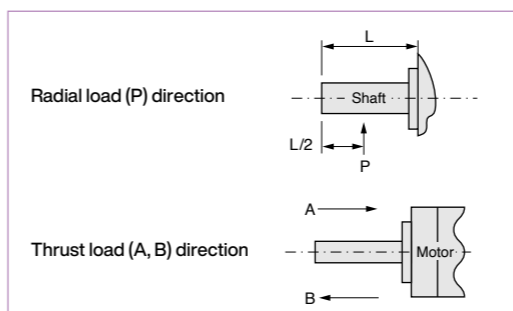 L
Radial load (P) direction
Shaft
L/2
P
A
Thrust load (A, B) direction
Motor
B